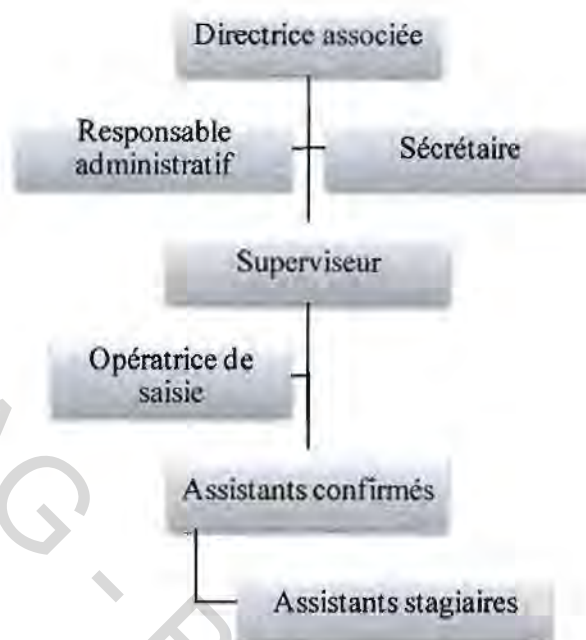 Directrice associée
Responsable
administratif
Sécrétaire
Superviseur
Opératrice de
saisie
Assistants confirmés
Assistants stagiaires